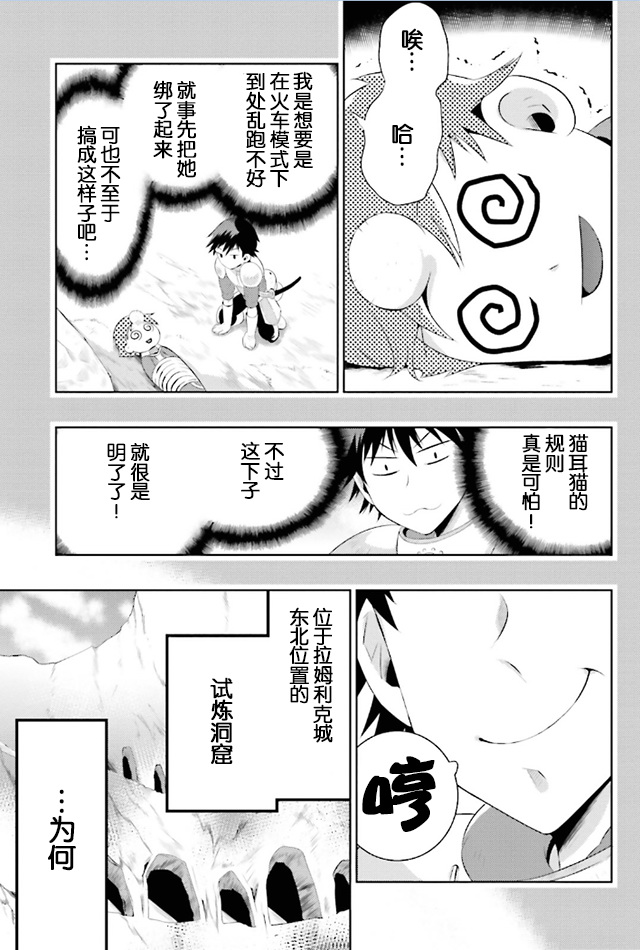 唉…
哈…
我是想要是
在火车模式下
到处乱跑不好
就事先把她
绑了起来
可也不至于
搞成这样子吧…
猫耳猫的
规则
真是可怕！
不过
这下子
就很是
明了了！
哼
位于拉姆利克城
东北位置的
试炼洞窟
…为何